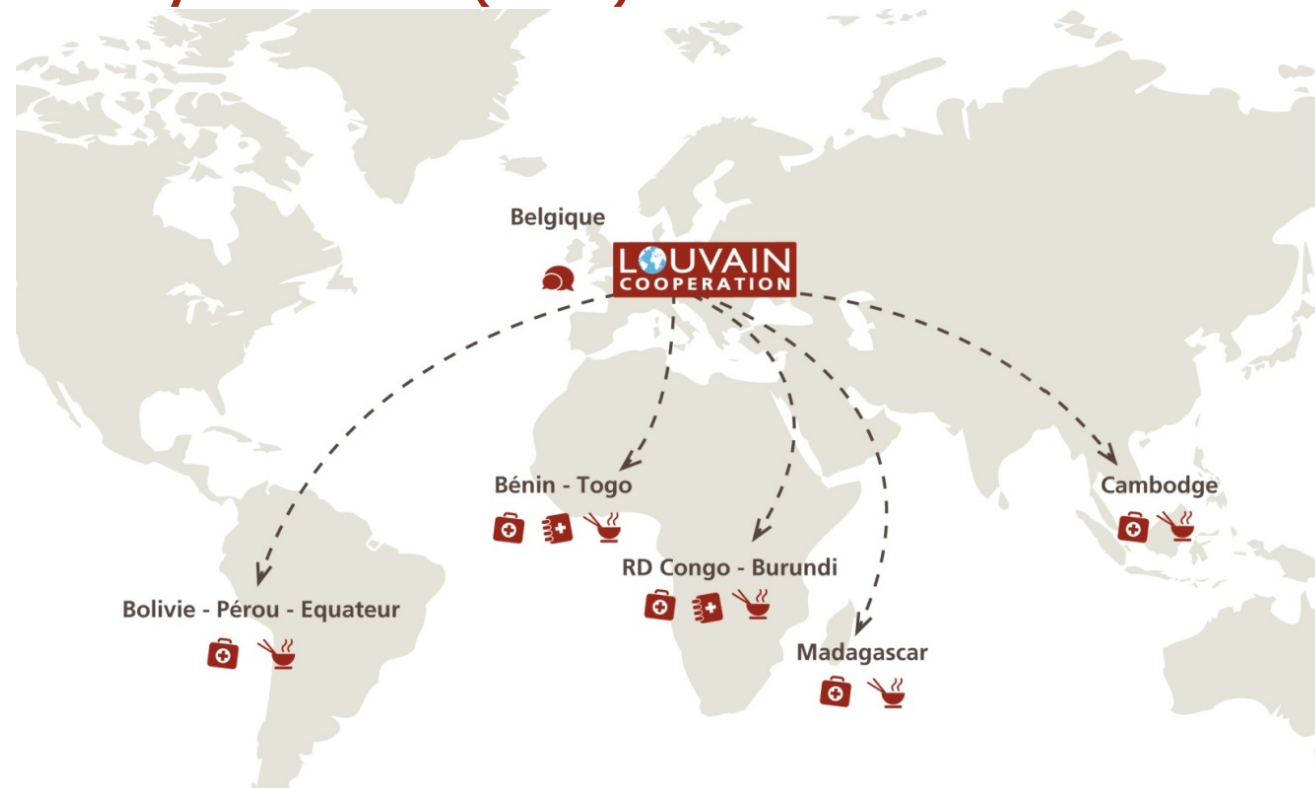 Belgique
LOUVAIN
COOPERATION
Bénin - Togo
Cambodge
RD Congo - Burundi
Bolivie - Pérou - Equateur
Madagascar